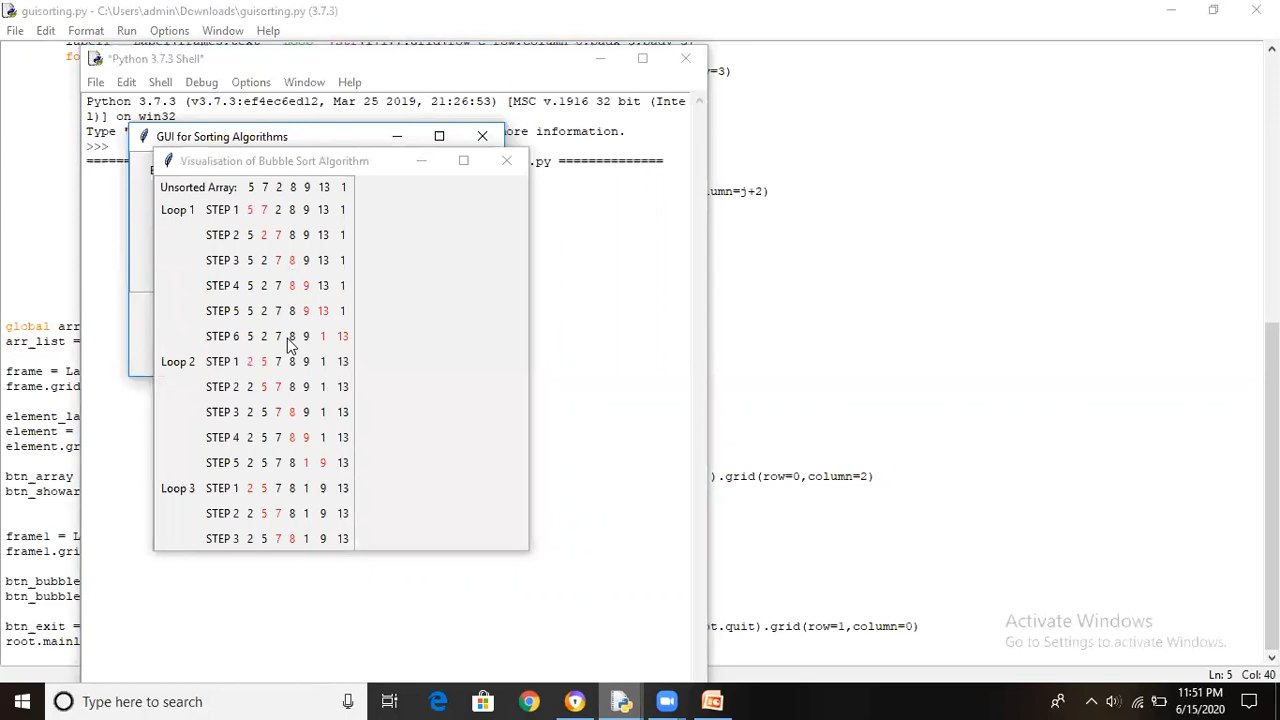 guisorting.py - C:\Users\admin\Downloads\guisorting.py (3.7.3)
File Edit Format Run Options Window Help
fo
y=3)
*Python 3.7.3 Shell*
File Edit Shell Debug Options Window Help
Python 3.7.3 (v3.7.3:ef4ec6ed12, Mar 25 2019, 21:26:53) [MSC v.1916 32 bit (Inte
l)] on win32
Type "
ore information.
>>>
.py ==============
GUI for Sorting Algorithms
Visualisation of Bubble Sort Algorithm
Unsorted Array: 5 7 2 8 9 13 1
Loop 1 STEP 1 5 7 2 8 9 13 1
STEP 2 5 2 7 8 9 13 1
STEP 3 5 2 7 8 9 13 1
STEP 4 5 2 7 8 9 13 1
STEP 5 5 2 7 8 9 13 1
STEP 6 5 2 7 8 9 1 13
Loop 2 STEP 1 2 5 7 8 9 1 13
STEP 2 2 5 7 8 9 1 13
STEP 3 2 5 7 8 9 1 13
STEP 4 2 5 7 8 9 1 13
STEP 5 2 5 7 8 1 9 13
Loop 3 STEP 1 2 5 7 8 1 9 13
STEP 2 2 5 7 8 1 9 13
STEP 3 2 5 7 8 1 9 13
lumn=j+2)
global arr
arr_list =
frame = La
frame.grid
element_la
element =
element.gr
btn_array
).grid(row=0,column=2)
btn_showar
frame1 = L
frame1.gri
btn_bubble
btn_bubble
btn_exit =
ot.quit).grid(row=1,column=0)
root.mainl
Activate Windows
Go to Settings to activate Windows.
Ln: 5 Col: 40
Type here to search
11:51 PM
6/15/2020